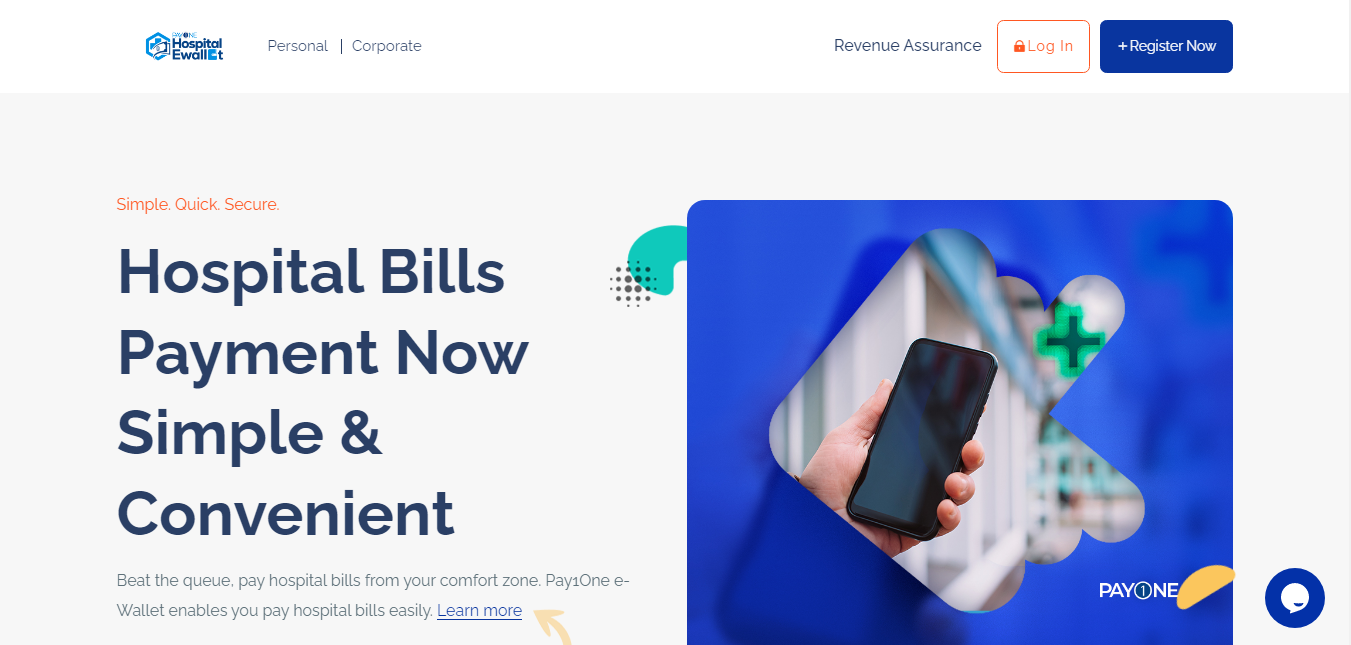 PAYONE
Hospital
Ewallet
Personal | Corporate
Revenue Assurance
Log In
+Register Now
Simple. Quick. Secure.
Hospital Bills
Payment Now
Simple &
Convenient
Beat the queue, pay hospital bills from your comfort zone. Pay1One e-
Wallet enables you pay hospital bills easily. Learn more
PAY1NE